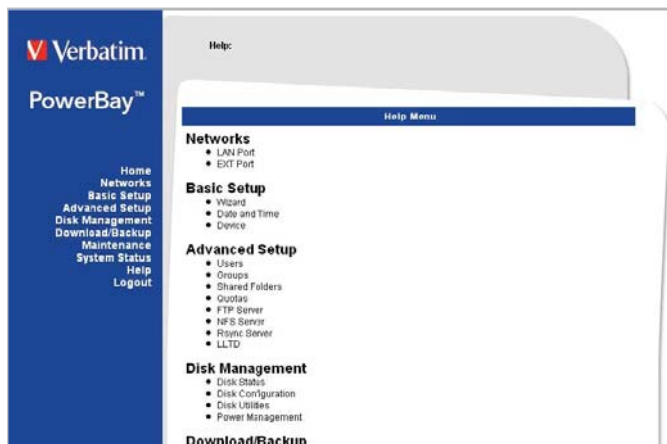 Verbatim.
PowerBay™
Home
Networks
Basic Setup
Advanced Setup
Disk Management
Download/Backup
Maintenance
System Status
Help
Logout
Help:
Help Menu
Networks
• LAN Port
• EXT Port
Basic Setup
• Wizard
• Date and Time
• Device
Advanced Setup
• Users
• Groups
• Shared Folders
• Quotas
• FTP Server
• NFS Server
• Rsync Server
• LLTD
Disk Management
• Disk Status
• Disk Configuration
• Disk Utilities
• Power Management
Download/Backup